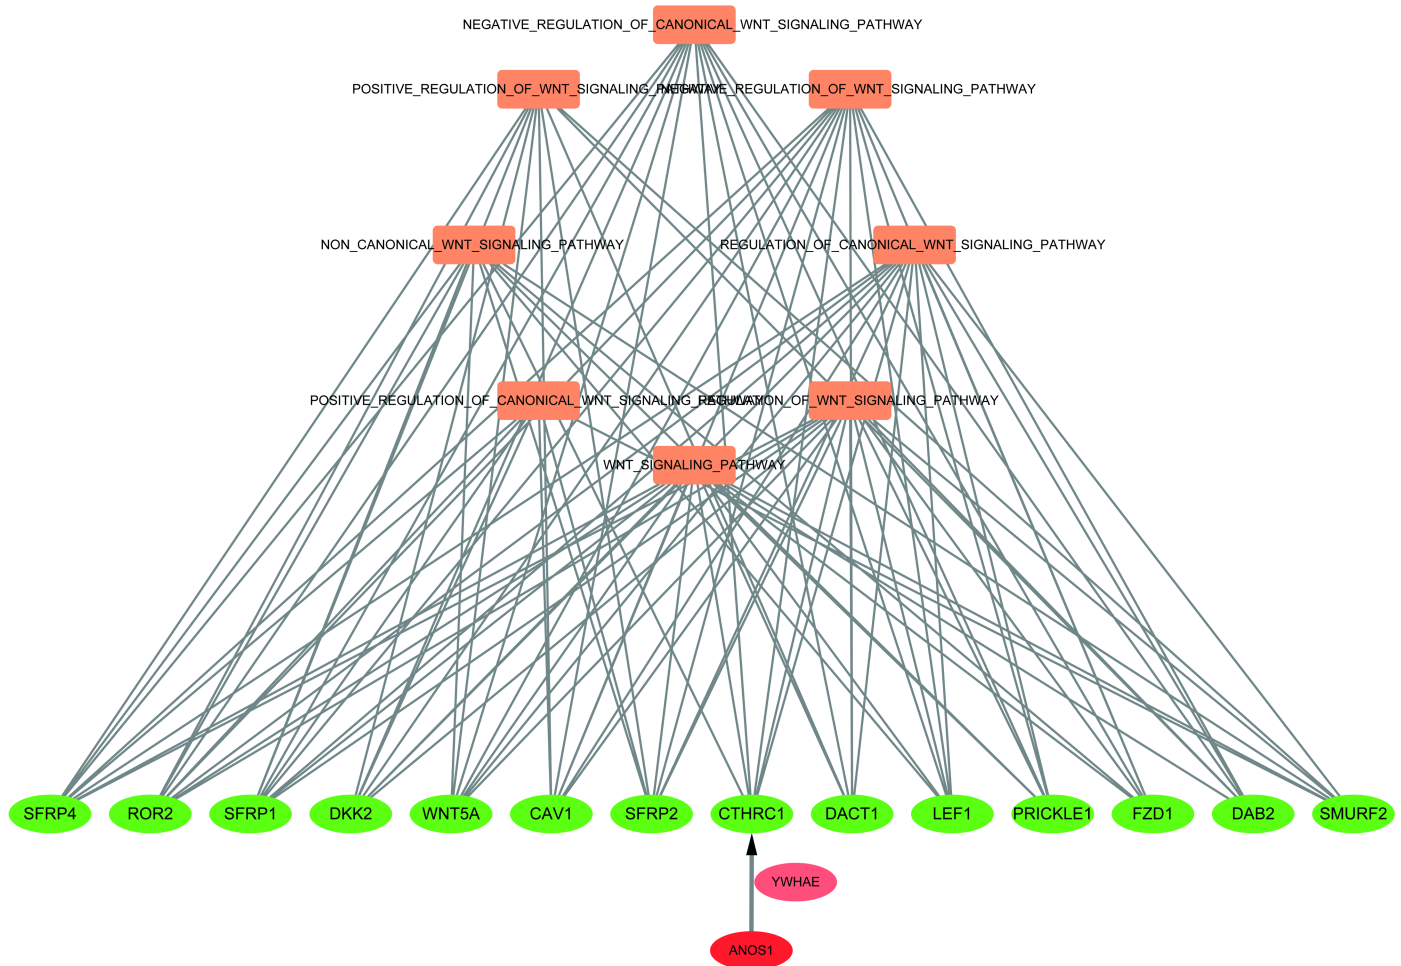 NEGATIVE_REGULATION_OF_CANONICAL_WNT_SIGNALING_PATHWAY
POSITIVE_REGULATION_OF_WNT_SIGNALING_PATHWAY
NEGATIVE_REGULATION_OF_WNT_SIGNALING_PATHWAY
NON_CANONICAL_WNT_SIGNALING_PATHWAY
REGULATION_OF_CANONICAL_WNT_SIGNALING_PATHWAY
POSITIVE_REGULATION_OF_CANONICAL_WNT_SIGNALING_PATHWAY
REGULATION_OF_WNT_SIGNALING_PATHWAY
WNT_SIGNALING_PATHWAY
SFRP4
ROR2
SFRP1
DKK2
WNT5A
CAV1
SFRP2
CTHRC1
DACT1
LEF1
PRICKLE1
FZD1
DAB2
SMURF2
YWHAE
ANOS1